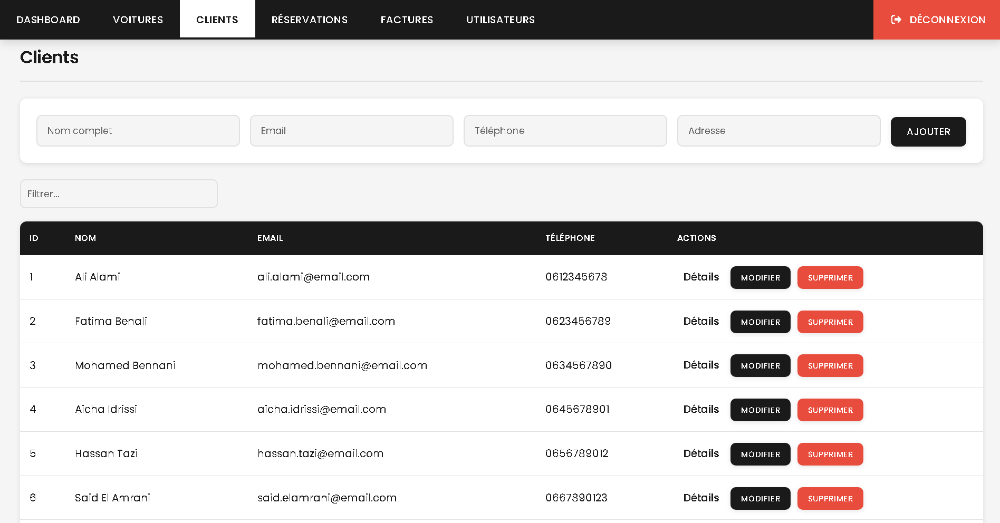 DASHBOARD VOITURES CLIENTS RÉSERVATIONS FACTURES UTILISATEURS DÉCONNEXION
Clients
Nom complet Email Téléphone Adresse AJOUTER
Filtrer...
ID NOM EMAIL TÉLÉPHONE ACTIONS
1 Ali Alami ali.alami@email.com 0612345678 Détails MODIFIER SUPPRIMER
2 Fatima Benali fatima.benali@email.com 0623456789 Détails MODIFIER SUPPRIMER
3 Mohamed Bennani mohamed.bennani@email.com 0634567890 Détails MODIFIER SUPPRIMER
4 Aicha Idrissi aicha.idrissi@email.com 0645678901 Détails MODIFIER SUPPRIMER
5 Hassan Tazi hassan.tazi@email.com 0656789012 Détails MODIFIER SUPPRIMER
6 Said El Amrani said.elamrani@email.com 0667890123 Détails MODIFIER SUPPRIMER